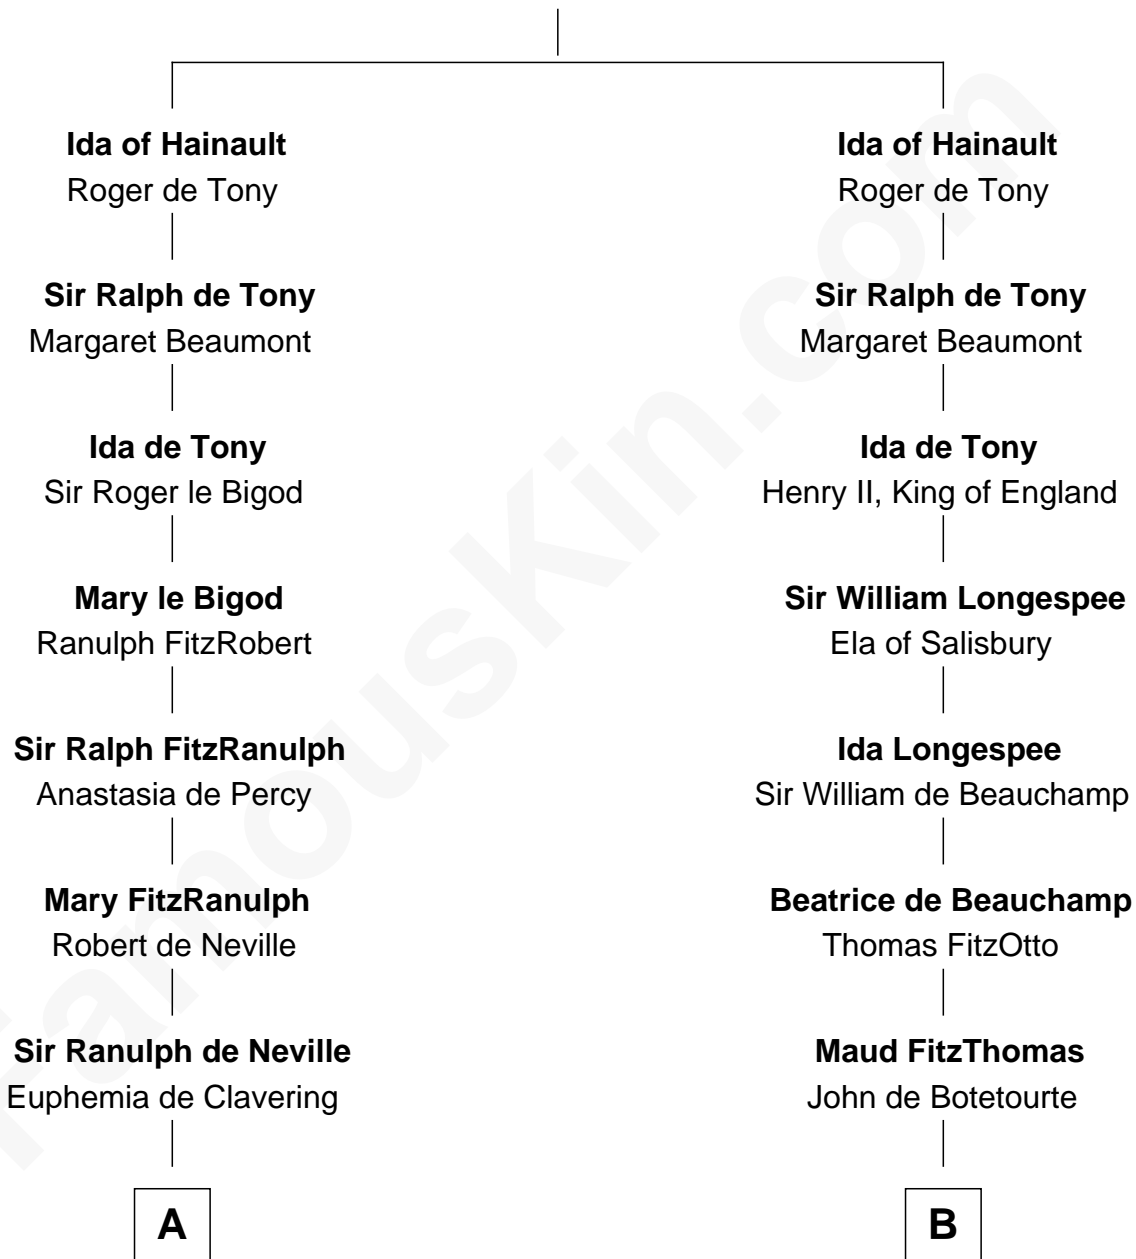 Ida of Hainault
Roger de Tony
Sir Ralph de Tony
Margaret Beaumont
Ida de Tony
Sir Roger le Bigod
Mary le Bigod
Ranulph FitzRobert
Sir Ralph FitzRanulph
Anastasia de Percy
Mary FitzRanulph
Robert de Neville
Sir Ranulph de Neville
Euphemia de Clavering
A
Ida of Hainault
Roger de Tony
Sir Ralph de Tony
Margaret Beaumont
Ida de Tony
Henry II, King of England
Sir William Longespee
Ela of Salisbury
Ida Longespee
Sir William de Beauchamp
Beatrice de Beauchamp
Thomas FitzOtto
Maud FitzThomas
John de Botetourte
B
FamousKin.com